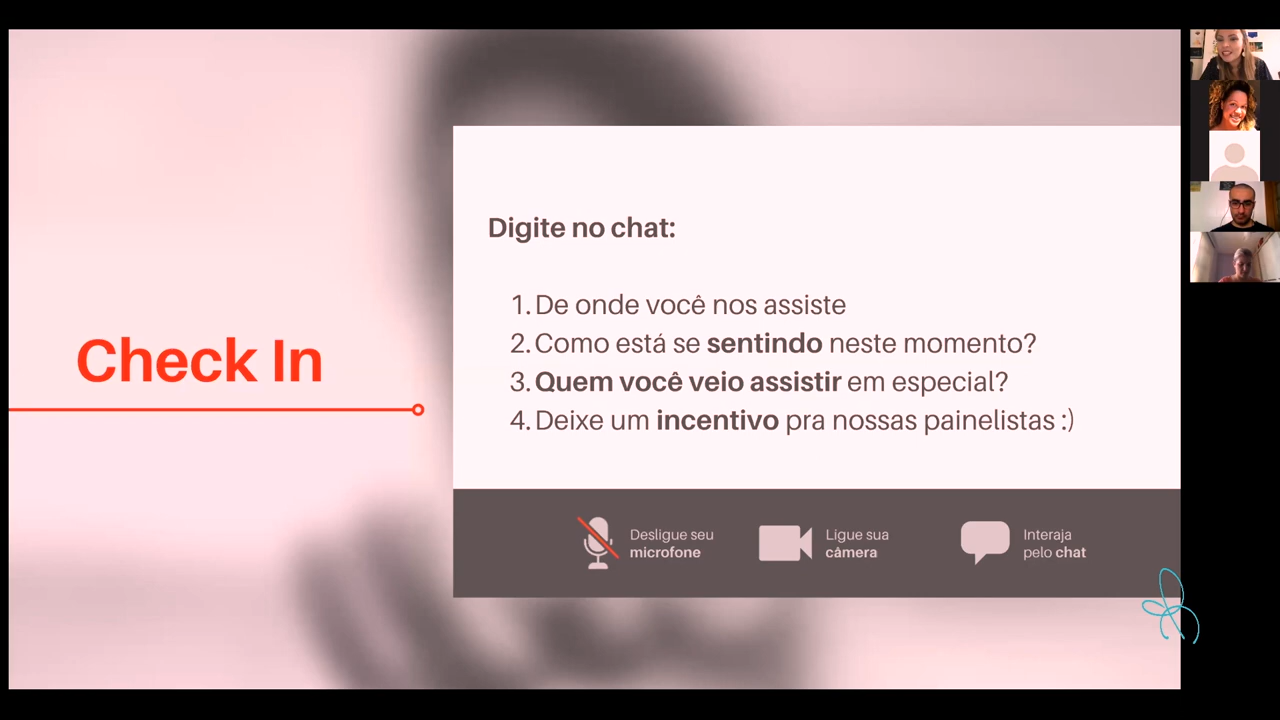 Check In
Digite no chat:
1. De onde você nos assiste
2. Como está se sentindo neste momento?
3. Quem você veio assistir em especial?
4. Deixe um incentivo pra nossas painelistas :)
Desligue seu
microfone
Ligue sua
câmera
Interaja
pelo chat